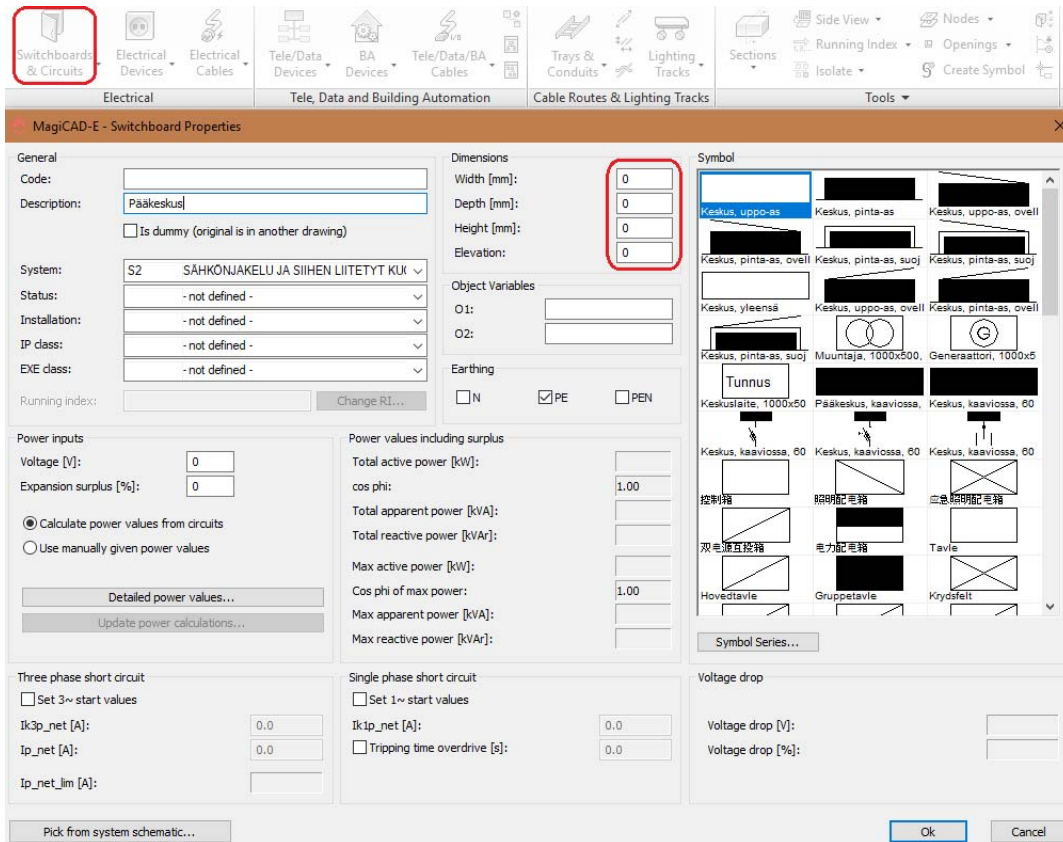 Switchboards Electrical Electrical Tele/Data BA Tele/Data/BA Trays & Lighting Sections Side View Nodes
& Circuits Devices Cables Devices Devices Cables Conduits Tracks Running Index Openings
1/8
Isolate Create Symbol
Electrical Tele, Data and Building Automation Cable Routes & Lighting Tracks Tools
MagiCAD-E - Switchboard Properties
General
Code:
Description: Pääkeskus
Is dummy (original is in another drawing)
System: S2 SÄHKÖNJAKELU JA SIIHEN LIITETYT KU(
Status: - not defined -
Installation: - not defined -
IP class: - not defined -
EXE class: - not defined -
Running index: Change RI...
Dimensions
Width [mm]: 0
Depth [mm]: 0
Height [mm]: 0
Elevation: 0
Object Variables
O1:
O2:
Earthing
N PE PEN
Symbol
Keskus, uppo-as Keskus, pinta-as Keskus, uppo-as, ovell
Keskus, pinta-as, ovell Keskus, pinta-as, suoj Keskus, pinta-as, suoj
Keskus, yleensä Keskus, uppo-as, ovell Keskus, pinta-as, ovell
G
Keskus, pinta-as, suoj Muuntaja, 1000x500, Generaattori, 1000x5
Tunnus
Keskuslaite, 1000x50 Pääkeskus, kaaviossa, Keskus, kaaviossa, 60
Keskus, kaaviossa, 60 Keskus, kaaviossa, 60 Keskus, kaaviossa, 60
控制箱 照明配电箱 应急照明配电箱
双电源互投箱 电力配电箱 Tavle
Hovedtavle Gruppetavle Krydsfelt
Symbol Series...
Power inputs
Voltage [V]: 0
Expansion surplus [%]: 0
Calculate power values from circuits
Use manually given power values
Detailed power values...
Update power calculations...
Power values including surplus
Total active power [kW]:
cos phi: 1.00
Total apparent power [kVA]:
Total reactive power [kVAr]:
Max active power [kW]:
Cos phi of max power: 1.00
Max apparent power [kVA]:
Max reactive power [kVAr]:
Three phase short circuit
Set 3~ start values
Ik3p_net [A]: 0.0
Ip_net [A]: 0.0
Ip_net_lim [A]:
Single phase short circuit
Set 1~ start values
Ik1p_net [A]: 0.0
Tripping time overdrive [s]: 0.0
Voltage drop
Voltage drop [V]:
Voltage drop [%]:
Pick from system schematic... Ok Cancel